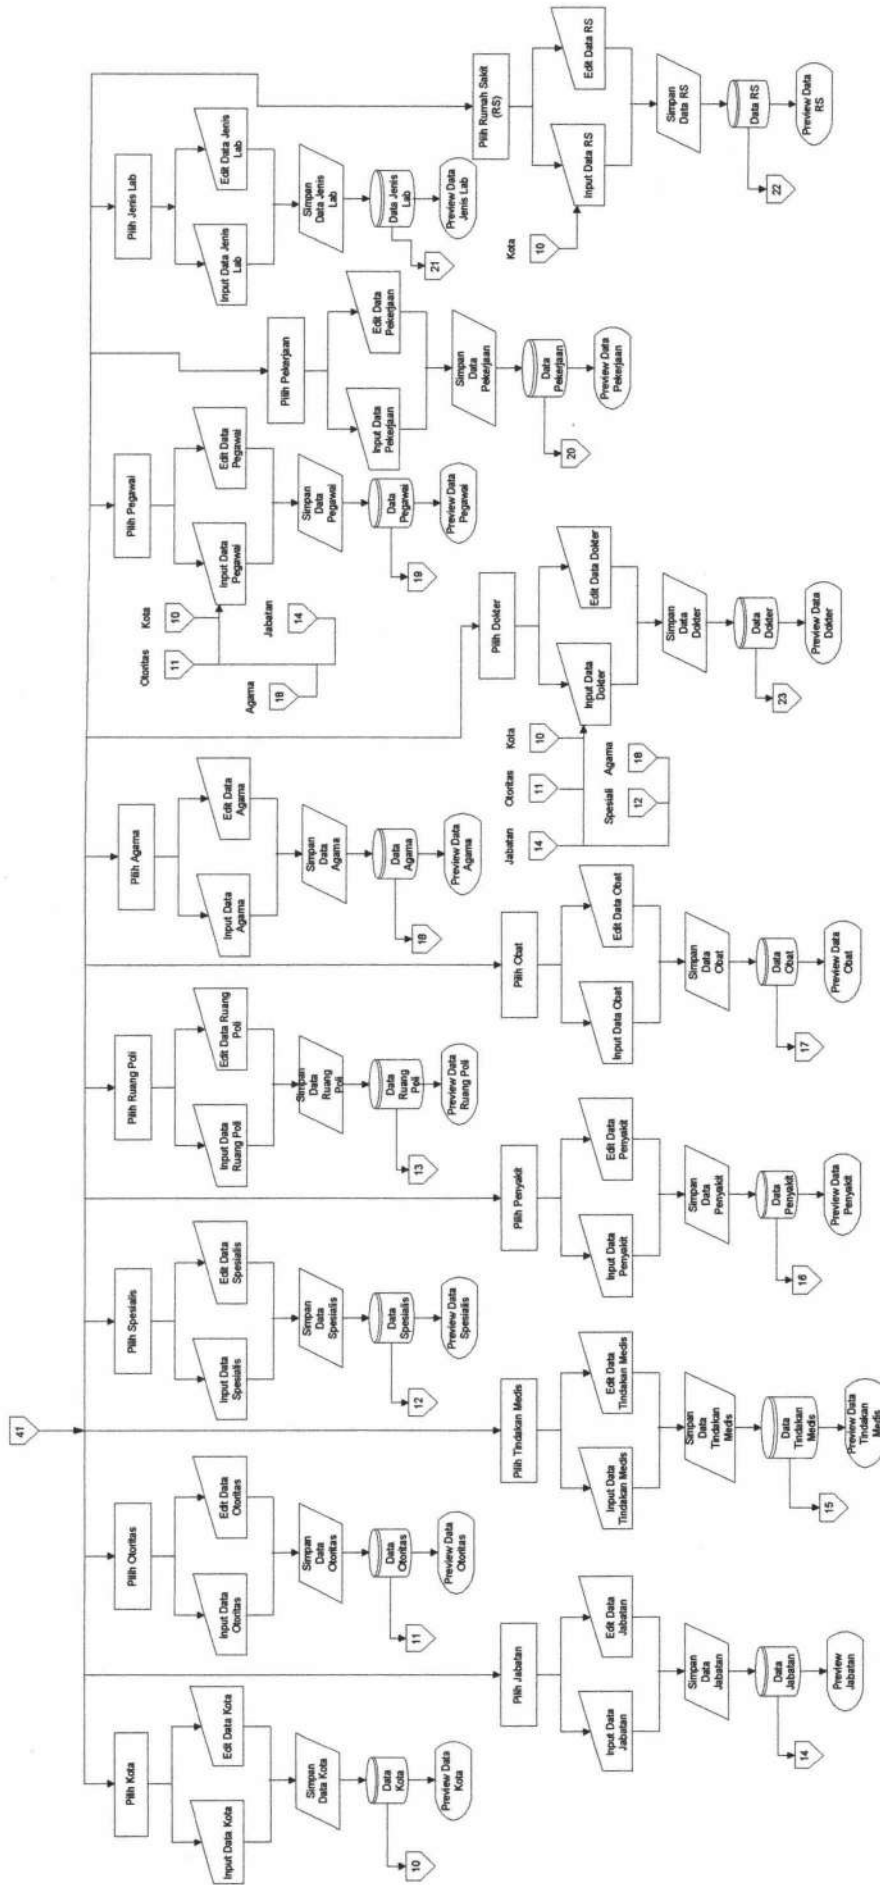 41
Pilih Kota
Input Data Kota
Edit Data Kota
Simpan
Data Kota
Data
Kota
10
Preview Data
Kota
Pilih Otoritas
Input Data
Otoritas
Edit Data
Otoritas
Simpan
Data
Otoritas
Data
Otoritas
11
Preview Data
Otoritas
Pilih Spesialis
Input Data
Spesialis
Edit Data
Spesialis
Simpan
Data
Spesialis
Data
Spesialis
12
Preview Data
Spesialis
Pilih Ruang Poli
Input Data
Ruang Poli
Edit Data Ruang
Poli
Simpan
Data
Ruang
Poli
Data
Ruang
Poli
13
Preview Data
Ruang Poli
Pilih Agama
Input Data
Agama
Edit Data
Agama
Simpan
Data
Agama
Data
Agama
18
Preview Data
Agama
Otoritas
11
Kota
10
Agama
18
Jabatan
14
Pilih Pegawai
Input Data
Pegawai
Edit Data
Pegawai
Simpan
Data
Pegawai
Data
Pegawai
19
Preview Data
Pegawai
Pilih Pekerjaan
Input Data
Pekerjaan
Edit Data
Pekerjaan
Simpan
Data
Pekerjaan
Data
Pekerjaan
20
Preview Data
Pekerjaan
Pilih Jenis Lab
Input Data Jenis
Lab
Edit Data Jenis
Lab
Simpan
Data Jenis
Lab
Data Jenis
Lab
21
Preview Data
Jenis Lab
Pilih Jabatan
Input Data
Jabatan
Edit Data
Jabatan
Simpan
Data
Jabatan
Data
Jabatan
14
Preview
Jabatan
Pilih Tindakan Medis
Input Data
Tindakan Medis
Edit Data
Tindakan Medis
Simpan
Data
Tindakan
Medis
Data
Tindakan
Medis
15
Preview Data
Tindakan
Medis
Pilih Penyakit
Input Data
Penyakit
Edit Data
Penyakit
Simpan
Data
Penyakit
Data
Penyakit
16
Preview Data
Penyakit
Pilih Obat
Input Data Obat
Edit Data Obat
Simpan
Data
Obat
Data
Obat
17
Preview Data
Obat
Jabatan
14
Otoritas
11
Kota
10
Spesiali
12
Agama
18
Pilih Dokter
Input Data
Dokter
Edit Data Dokter
Simpan
Data
Dokter
Data
Dokter
23
Preview Data
Dokter
Kota
10
Pilih Rumah Sakit
(RS)
Input Data RS
Edit Data RS
Simpan
Data RS
Data RS
22
Preview Data
RS